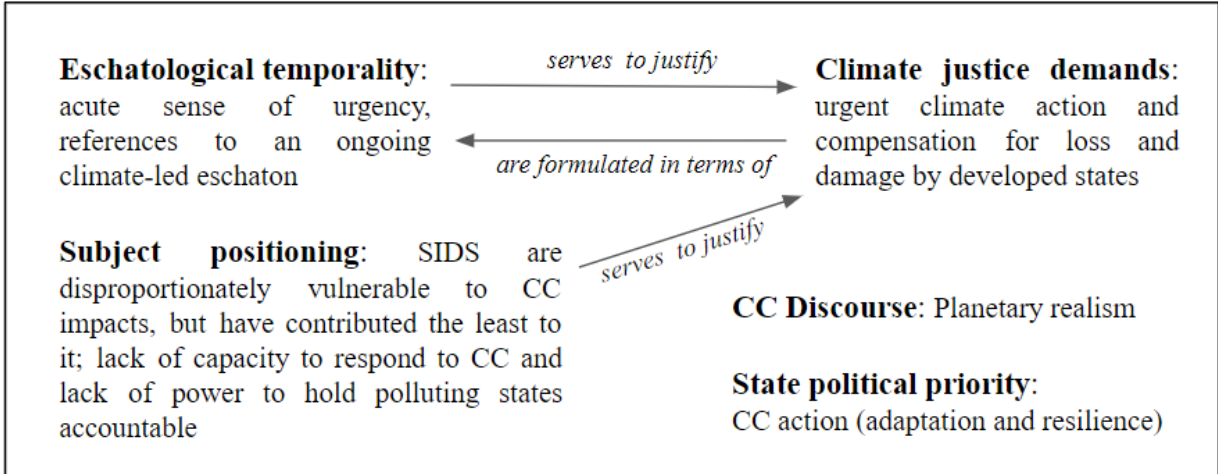 serves to justify
Eschatological temporality:
acute sense of urgency,
references to an ongoing
climate-led eschaton
are formulated in terms of
Climate justice demands:
urgent climate action and
compensation for loss and
damage by developed states
Subject positioning: SIDS are
disproportionately vulnerable to CC
impacts, but have contributed the least to
it; lack of capacity to respond to CC and
lack of power to hold polluting states
accountable
serves to justify
CC Discourse: Planetary realism
State political priority:
CC action (adaptation and resilience)